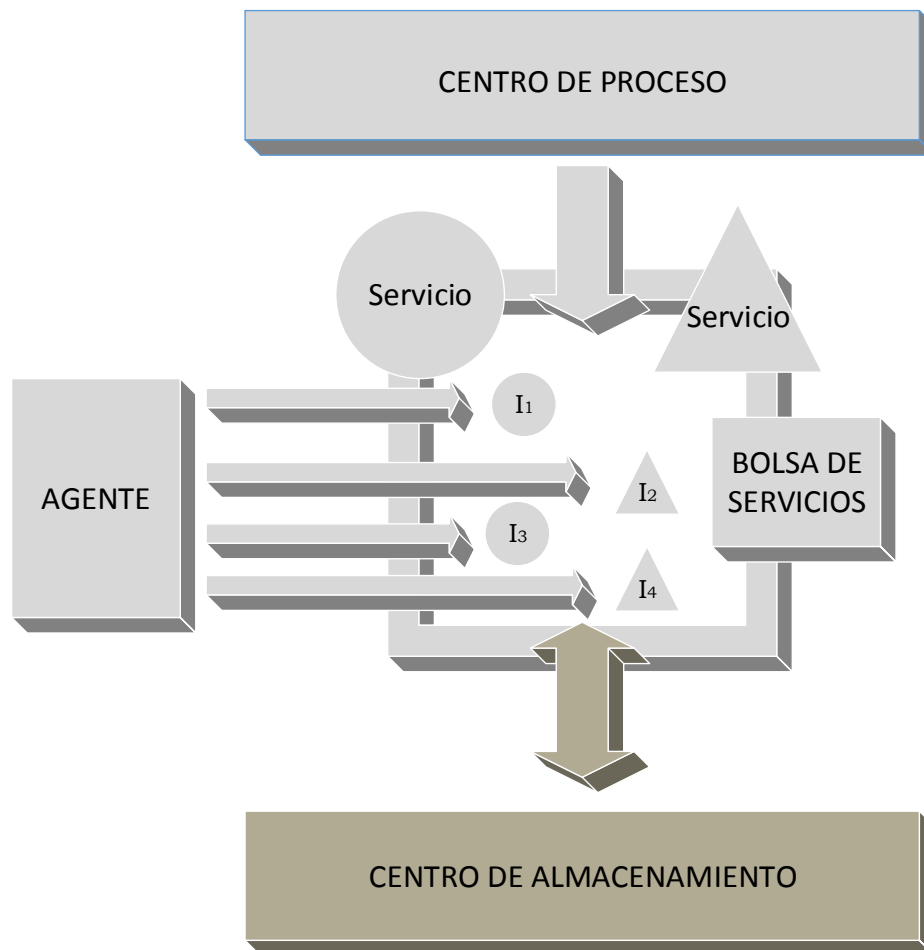 CENTRO DE PROCESO
Servicio
Servicio
I1
BOLSA DE
SERVICIOS
AGENTE
I2
I3
I4
CENTRO DE ALMACENAMIENTO